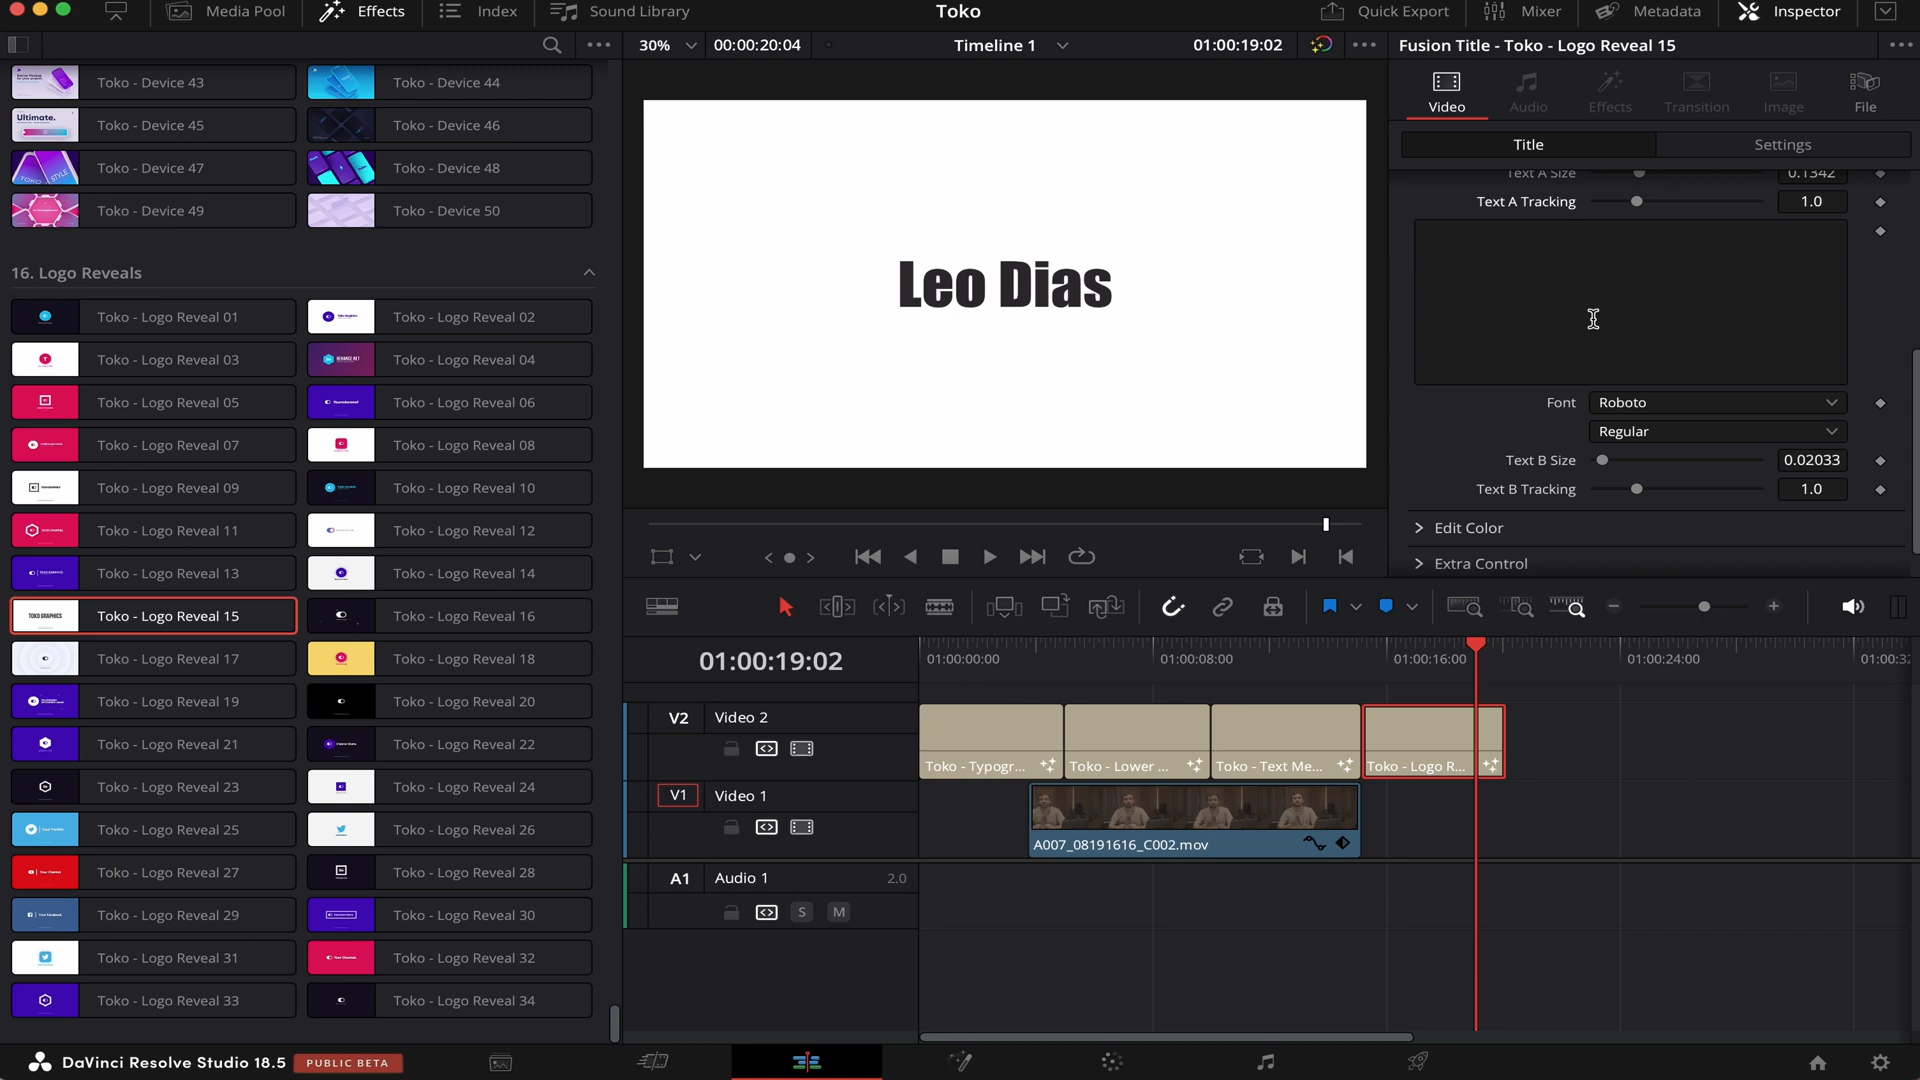 Media Pool
Effects
Index
Sound Library
Toko
Quick Export
Mixer
Metadata
Inspector
30%
00:00:20:04
Timeline 1
01:00:19:02
Fusion Title - Toko - Logo Reveal 15
Toko - Device 43
Toko - Device 44
Ultimate.
Toko - Device 45
Toko - Device 46
Toko - Device 47
Toko - Device 48
Toko - Device 49
Toko - Device 50
16. Logo Reveals
Toko - Logo Reveal 01
Toko - Logo Reveal 02
Toko - Logo Reveal 03
Toko - Logo Reveal 04
Toko - Logo Reveal 05
Toko - Logo Reveal 06
Toko - Logo Reveal 07
Toko - Logo Reveal 08
Toko - Logo Reveal 09
Toko - Logo Reveal 10
Toko - Logo Reveal 11
Toko - Logo Reveal 12
Toko - Logo Reveal 13
Toko - Logo Reveal 14
TOKO GRAPHICS
Toko - Logo Reveal 15
Toko - Logo Reveal 16
Toko - Logo Reveal 17
Toko - Logo Reveal 18
Toko - Logo Reveal 19
Toko - Logo Reveal 20
Toko - Logo Reveal 21
Toko - Logo Reveal 22
Toko - Logo Reveal 23
Toko - Logo Reveal 24
Toko - Logo Reveal 25
Toko - Logo Reveal 26
Toko - Logo Reveal 27
Toko - Logo Reveal 28
Toko - Logo Reveal 29
Toko - Logo Reveal 30
Toko - Logo Reveal 31
Toko - Logo Reveal 32
Toko - Logo Reveal 33
Toko - Logo Reveal 34
Leo Dias
Video
Audio
Effects
Transition
Image
File
Title
Settings
Text A Size
0.1342
Text A Tracking
1.0
Font
Roboto
Regular
Text B Size
0.02033
Text B Tracking
1.0
Edit Color
Extra Control
01:00:19:02
01:00:00:00
01:00:08:00
01:00:16:00
01:00:24:00
01:00:32
V2
Video 2
Toko - Typogr...
Toko - Lower ...
Toko - Text Me...
Toko - Logo R...
V1
Video 1
A007_08191616_C002.mov
A1
Audio 1
2.0
S
M
DaVinci Resolve Studio 18.5
PUBLIC BETA